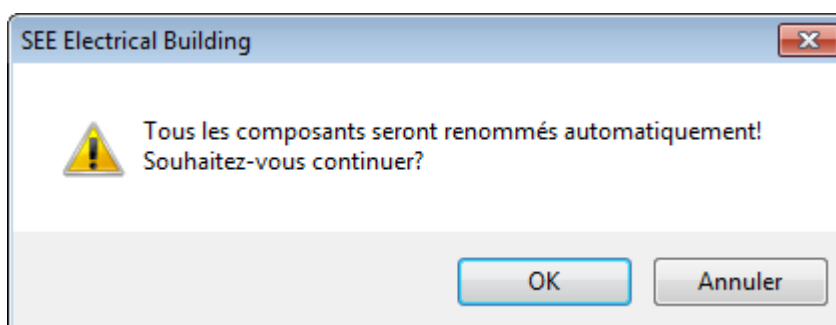 SEE Electrical Building
Tous les composants seront renommés automatiquement!
Souhaitez-vous continuer?
OK
Annuler